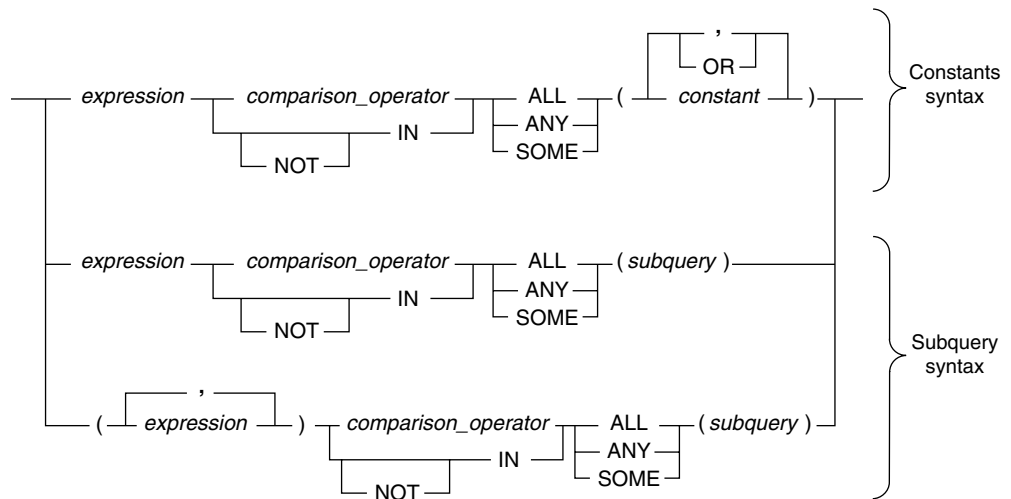 ,
OR
expression comparison_operator ALL ( constant )
NOT IN ANY
SOME
Constants
syntax
expression comparison_operator ALL ( subquery )
NOT IN ANY
SOME
Subquery
syntax
,
( expression ) comparison_operator ALL ( subquery )
NOT IN ANY
SOME